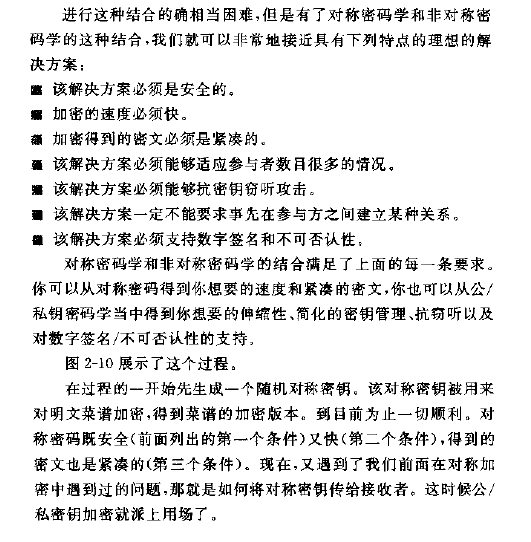 进行这种结合的确相当困难,但是有了对称密码学和非对称密
码学的这种结合,我们就可以非常地接近具有下列特点的理想的解
决方案:
■ 该解决方案必须是安全的。
■ 加密的速度必须快。
■ 加密得到的密文必须是紧凑的。
■ 该解决方案必须能够适应参与者数目很多的情况。
■ 该解决方案必须能够抗密钥窃听攻击。
■ 该解决方案一定不能要求事先在参与方之间建立某种关系。
■ 该解决方案必须支持数字签名和不可否认性。
对称密码学和非对称密码学的结合满足了上面的每一条要求。
你可以从对称密码得到你想要的速度和紧凑的密文,你也可以从公/
私钥密码学当中得到你想要的伸缩性、简化的密钥管理、抗窃听以及
对数字签名/不可否认性的支持。
图 2-10 展示了这个过程。
在过程的一开始先生成一个随机对称密钥。该对称密钥被用来
对明文菜谱加密,得到菜谱的加密版本。到目前为止一切顺利。对
称密码既安全(前面列出的第一个条件)又快(第二个条件),得到的
密文也是紧凑的(第三个条件)。现在,又遇到了我们前面在对称加
密中遇到过的问题,那就是如何将对称密钥传给接收者。这时候公/
私密钥加密就派上用场了。